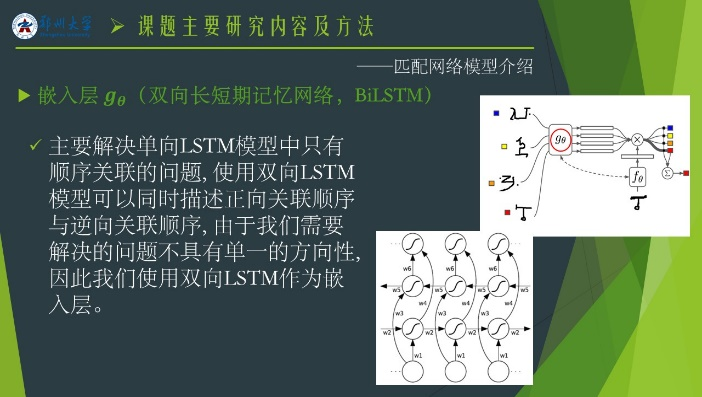 郑州大学
课题主要研究内容及方法
——匹配网络模型介绍
嵌入层 gθ（双向长短期记忆网络，BiLSTM）
主要解决单向LSTM模型中只有
顺序关联的问题, 使用双向LSTM
模型可以同时描述正向关联顺序
与逆向关联顺序, 由于我们需要
解决的问题不具有单一的方向性,
因此我们使用双向LSTM作为嵌
入层。
gθ
fθ
w6 w6 w6
w5 w5 w5 w5
w4 w4 w4
w3 w3 w3
w2 w2 w2 w2
w1 w1 w1